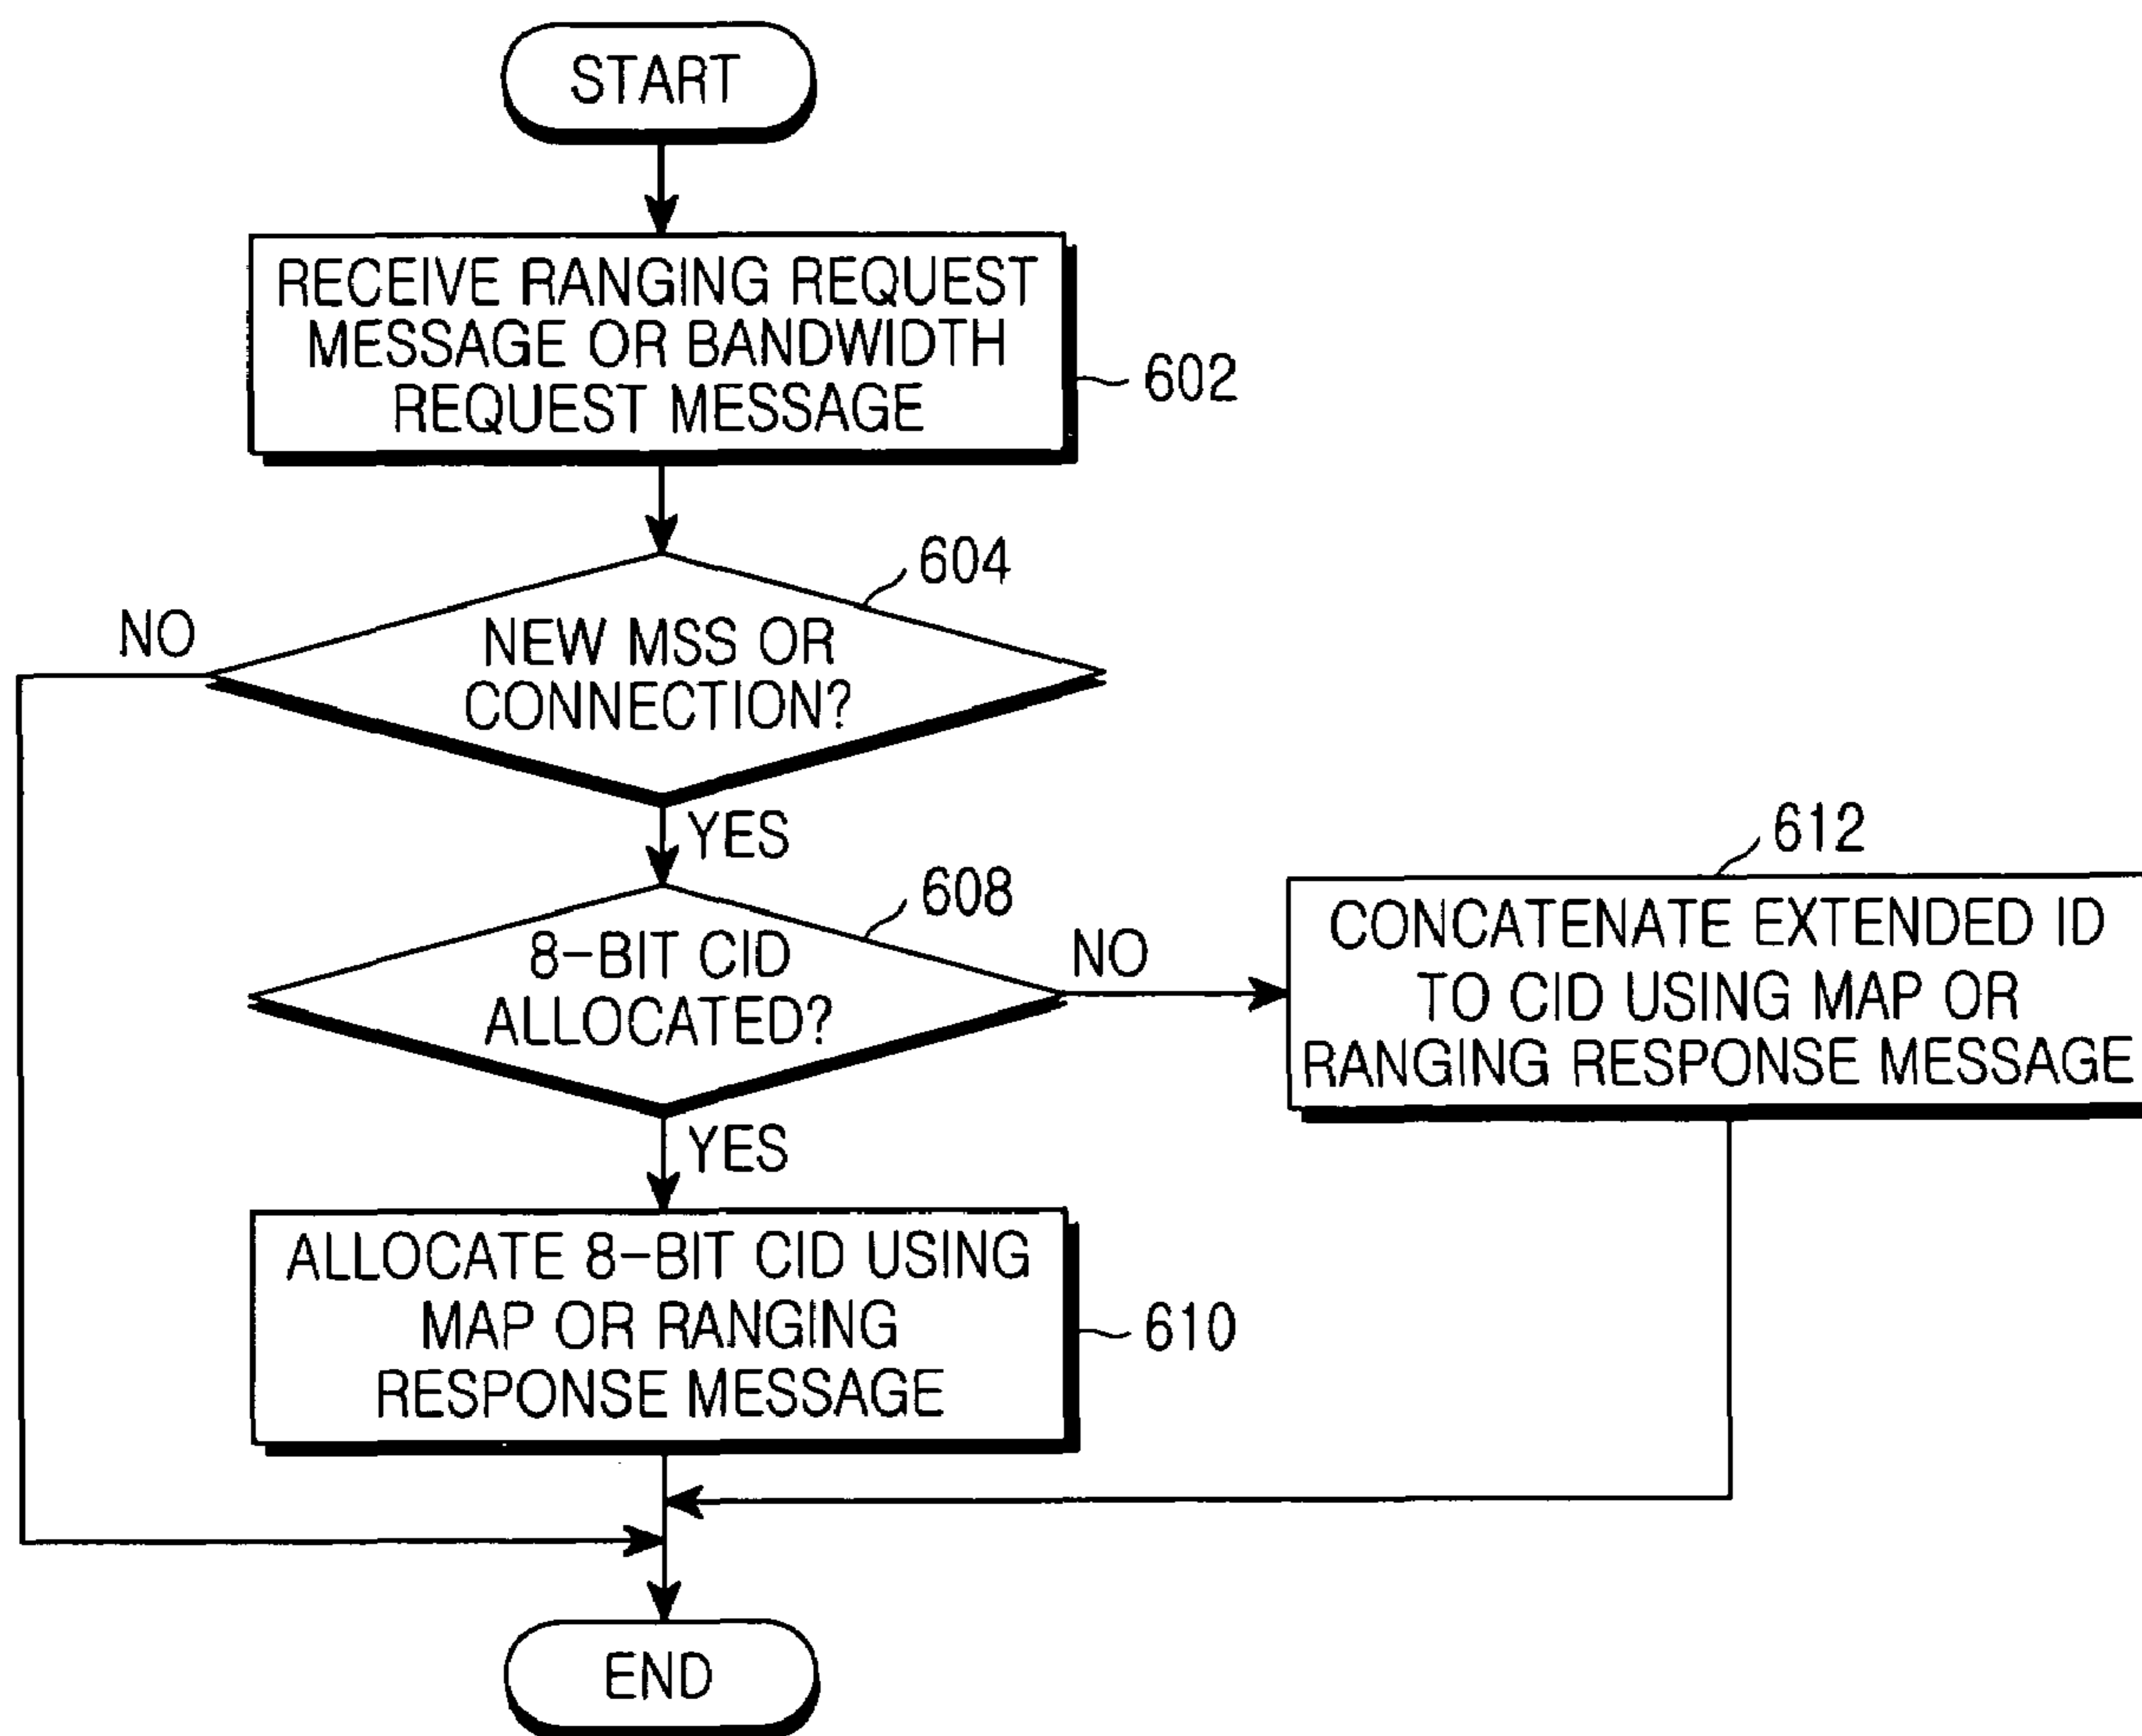 START
RECEIVE RANGING REQUEST
MESSAGE OR BANDWIDTH
REQUEST MESSAGE
602
604
NO
NEW MSS OR
CONNECTION?
YES
608
8-BIT CID
ALLOCATED?
NO
612
CONCATENATE EXTENDED ID
TO CID USING MAP OR
RANGING RESPONSE MESSAGE
YES
ALLOCATE 8-BIT CID USING
MAP OR RANGING
RESPONSE MESSAGE
610
END